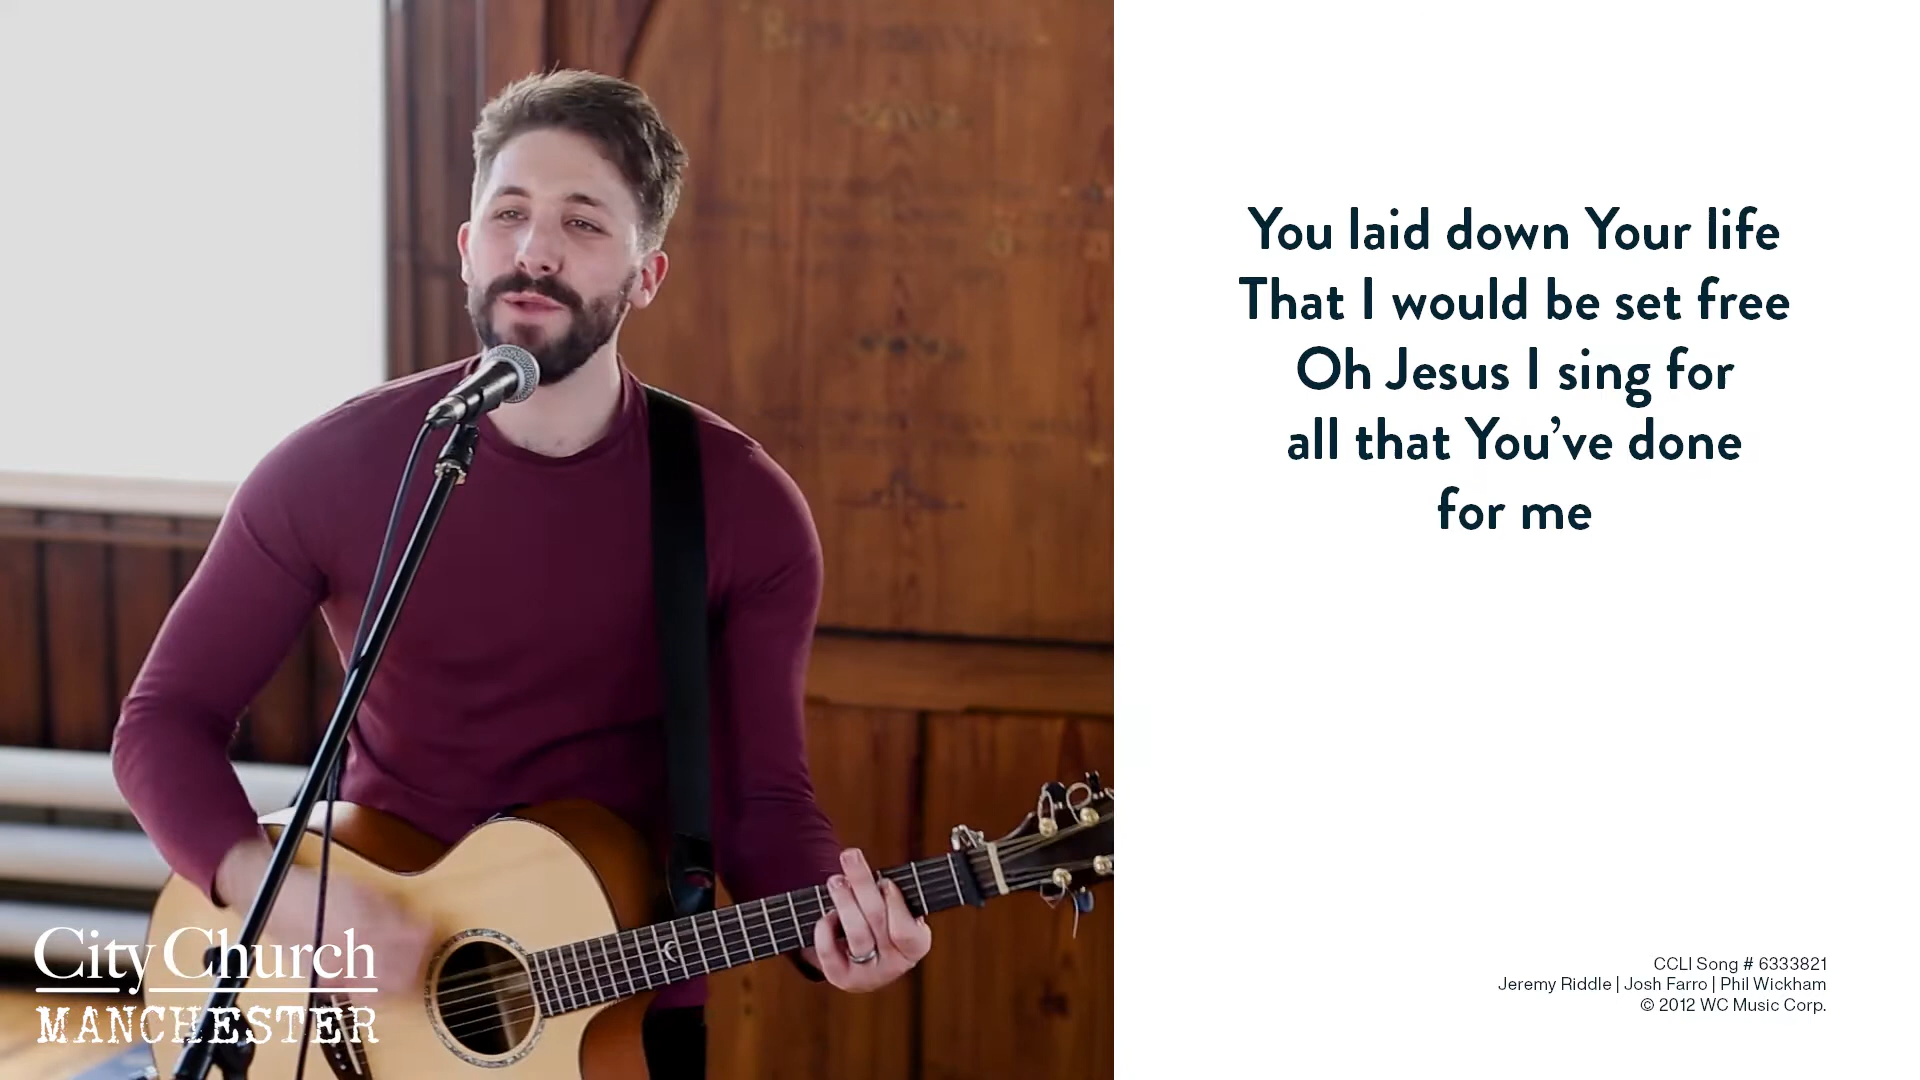 You laid down Your life
That I would be set free
Oh Jesus I sing for
all that You've done
for me
City Church
MANCHESTER
CCLI Song # 6333821
Jeremy Riddle | Josh Farro | Phil Wickham
© 2012 WC Music Corp.